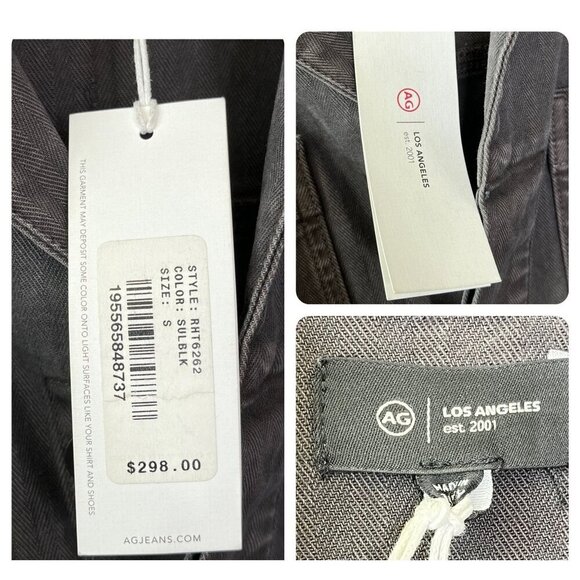 THIS GARMENT MAY DEPOSIT SOME COLOR ONTO LIGHT SURFACES LIKE YOUR SHIRT AND SHOES
STYLE: RHT6262
COLOR: SULBLK
SIZE: S
195565848737
$298.00
AGJEANS.COM
AG
LOS ANGELES
est. 2001
AG
LOS ANGELES
est. 2001